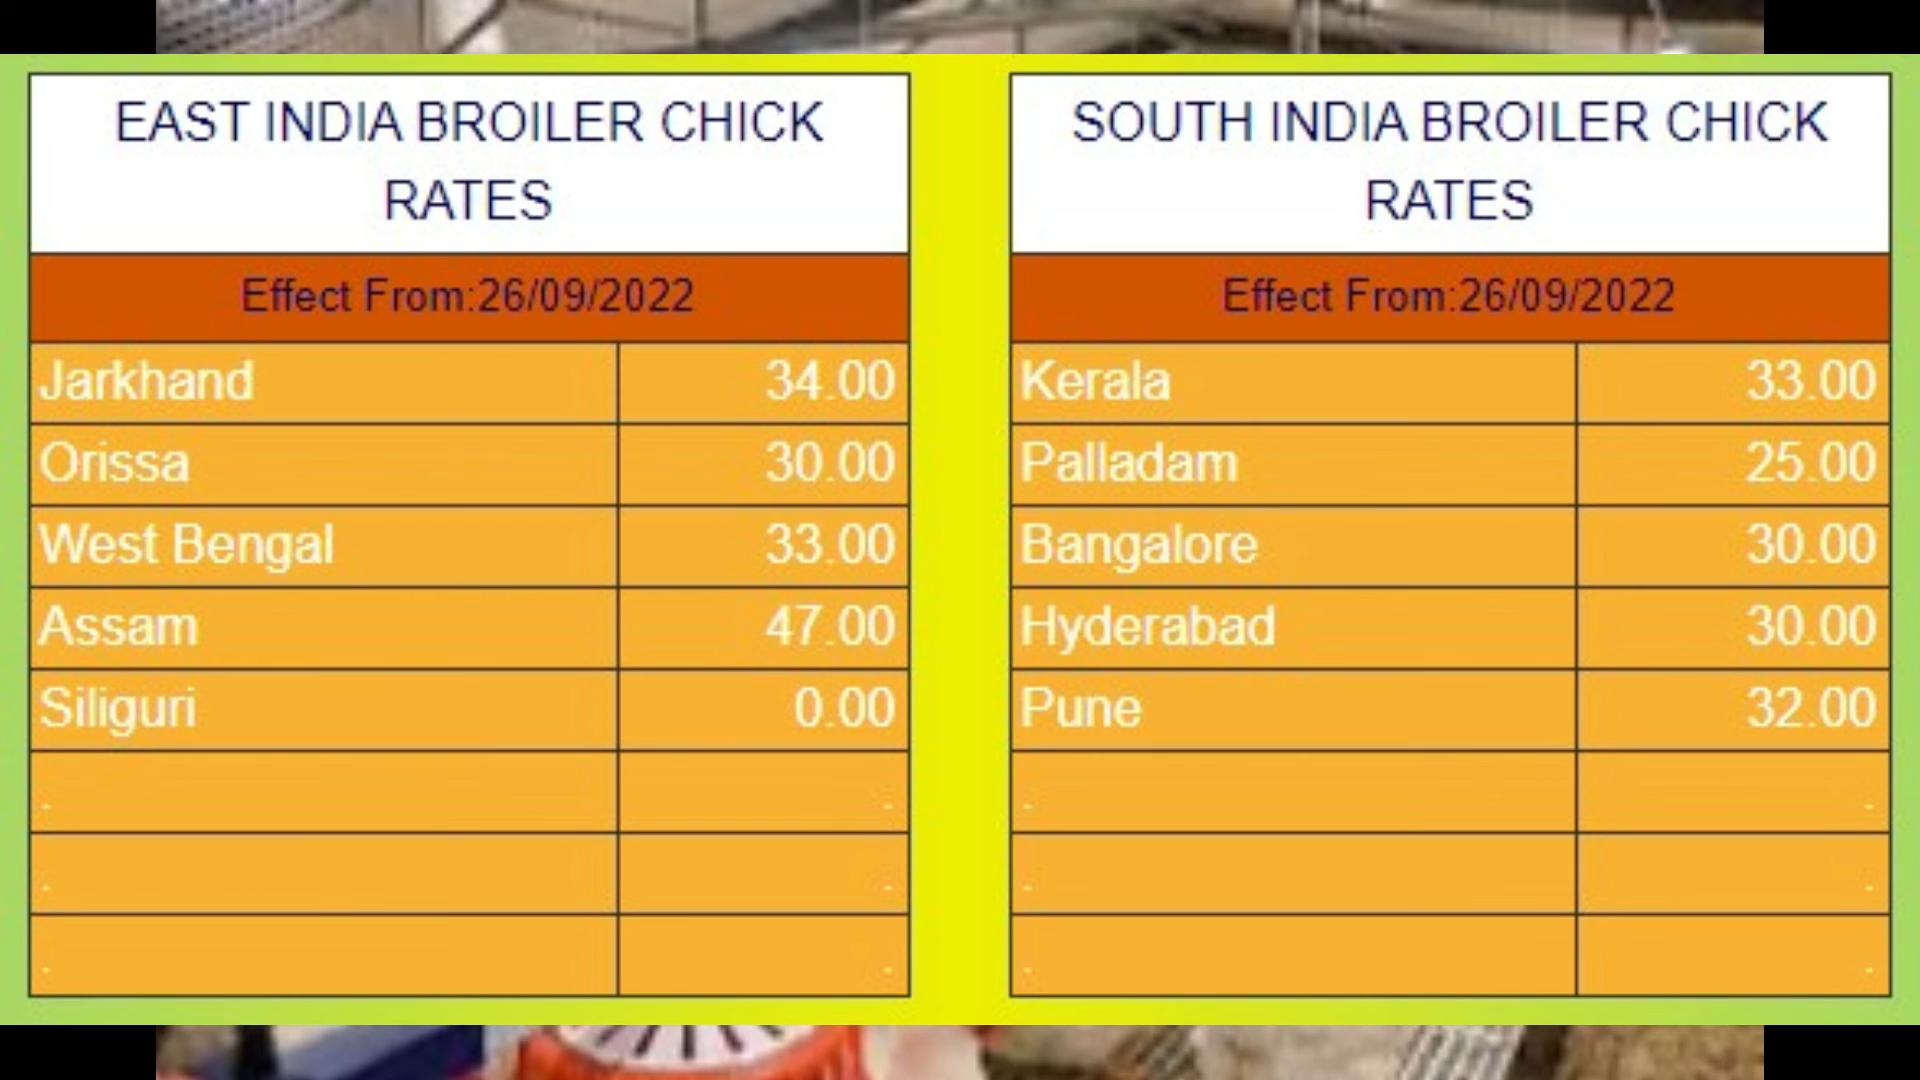 EAST INDIA BROILER CHICK
RATES
Effect From:26/09/2022
Jarkhand 34.00
Orissa 30.00
West Bengal 33.00
Assam 47.00
Siliguri 0.00
. .
. .
. .
SOUTH INDIA BROILER CHICK
RATES
Effect From:26/09/2022
Kerala 33.00
Palladam 25.00
Bangalore 30.00
Hyderabad 30.00
Pune 32.00
. .
. .
. .